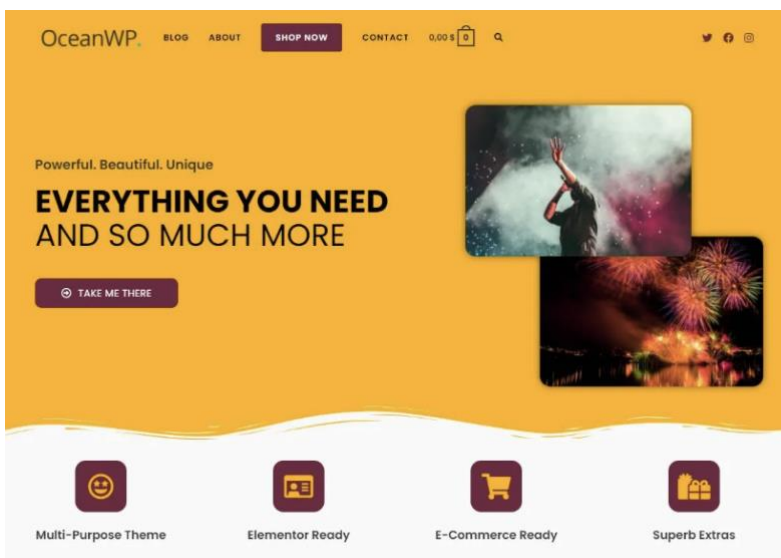 OceanWP.
BLOG ABOUT SHOP NOW CONTACT 0,00 $ 0
Powerful. Beautiful. Unique
EVERYTHING YOU NEED
AND SO MUCH MORE
TAKE ME THERE
Multi-Purpose Theme
Elementor Ready
E-Commerce Ready
Superb Extras